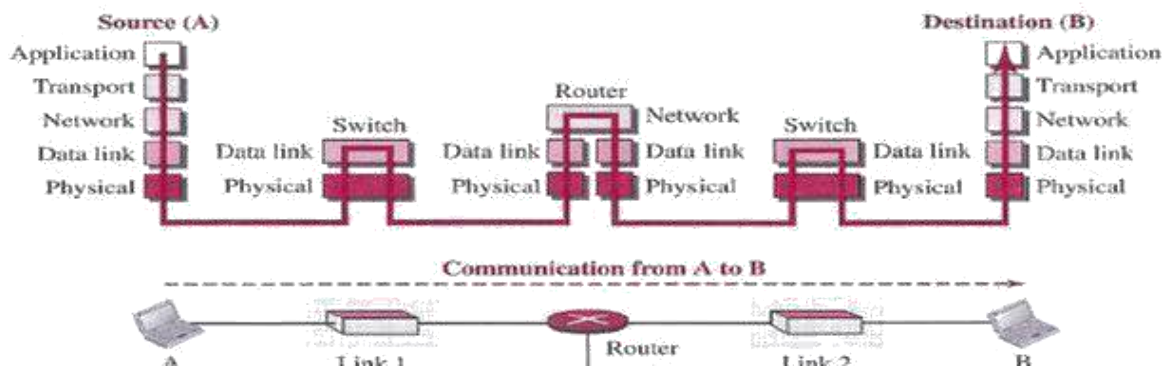 Source (A)
Destination (B)
Application
Application
Transport
Transport
Router
Network
Network
Switch
Switch
Network
Data link
Data link
Data link
Data link
Data link
Data link
Physical
Physical
Physical
Physical
Physical
Physical
Communication from A to B
Router
A
Link 1
Link 2
B